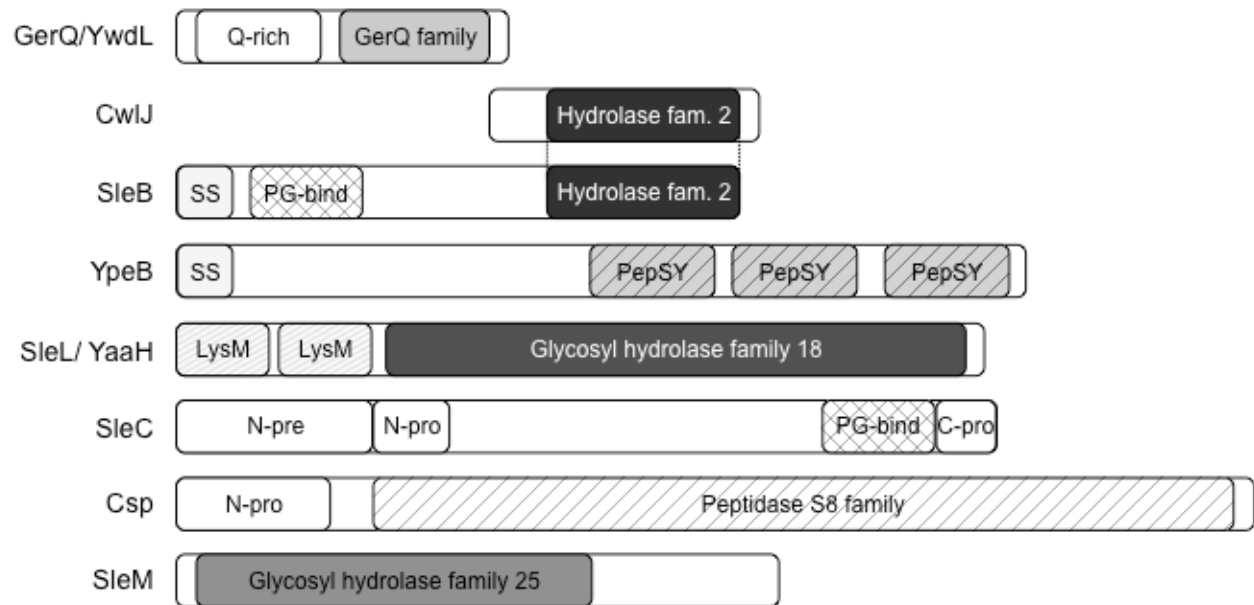 GerQ/YwdL Q-rich GerQ family
CwlJ Hydrolase fam. 2
SleB SS PG-bind Hydrolase fam. 2
YpeB SS PepSY PepSY PepSY
SleL/ YaaH LysM LysM Glycosyl hydrolase family 18
SleC N-pre N-pro PG-bind C-pro
Csp N-pro Peptidase S8 family
SleM Glycosyl hydrolase family 25